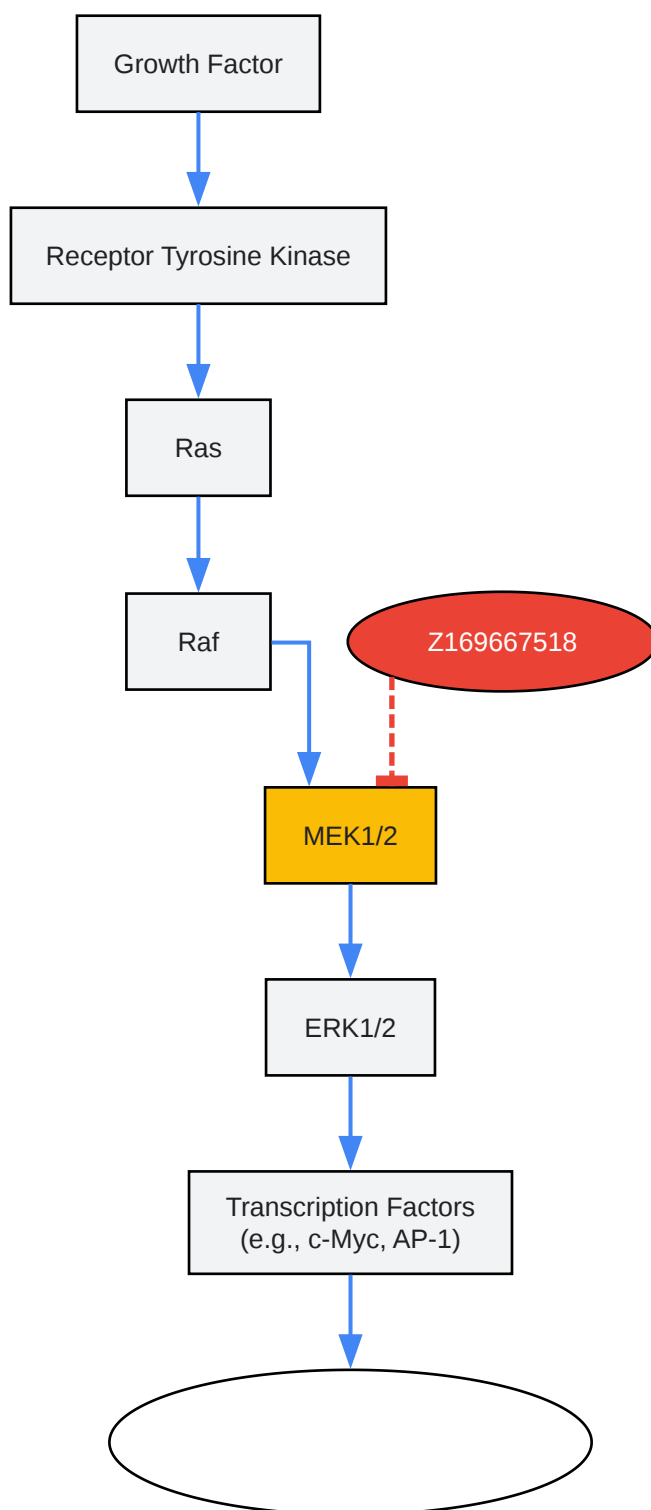 Growth Factor
Receptor Tyrosine Kinase
Ras
Raf
Z169667518
MEK1/2
ERK1/2
Transcription Factors
(e.g., c-Myc, AP-1)